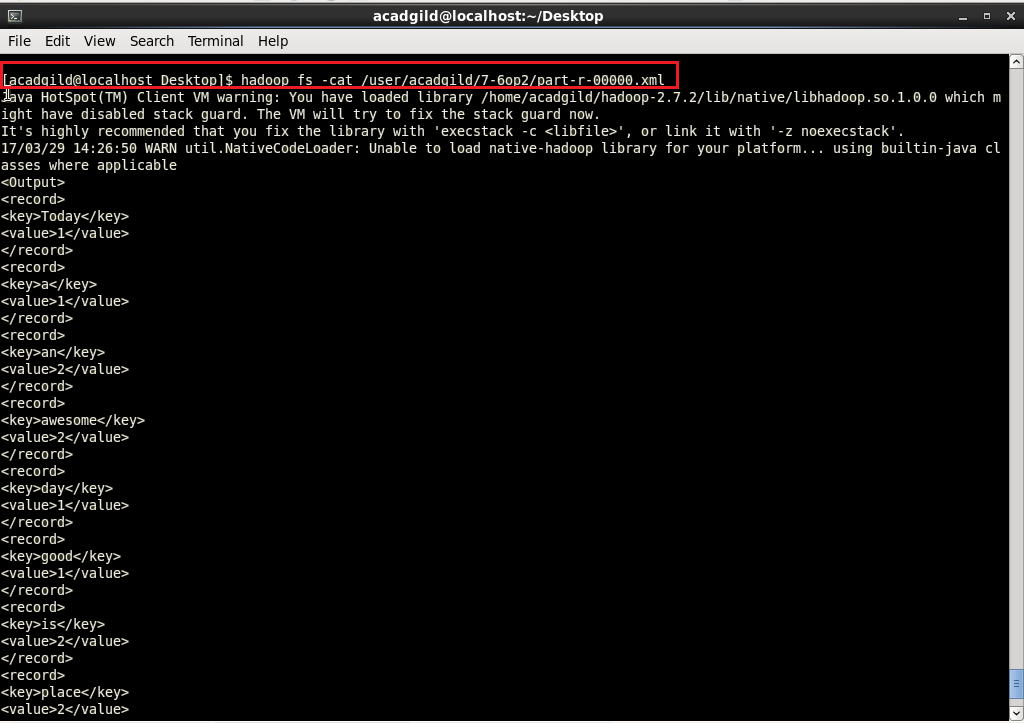 acadgild@localhost:~/Desktop
File Edit View Search Terminal Help
[acadgild@localhost Desktop]$ hadoop fs -cat /user/acadgild/7-6op2/part-r-00000.xml
Java HotSpot(TM) Client VM warning: You have loaded library /home/acadgild/hadoop-2.7.2/lib/native/libhadoop.so.1.0.0 which m
ight have disabled stack guard. The VM will try to fix the stack guard now.
It's highly recommended that you fix the library with 'execstack -c <libfile>', or link it with '-z noexecstack'.
17/03/29 14:26:50 WARN util.NativeCodeLoader: Unable to load native-hadoop library for your platform... using builtin-java cl
asses where applicable
<Output>
<record>
<key>Today</key>
<value>1</value>
</record>
<record>
<key>a</key>
<value>1</value>
</record>
<record>
<key>an</key>
<value>2</value>
</record>
<record>
<key>awesome</key>
<value>2</value>
</record>
<record>
<key>day</key>
<value>1</value>
</record>
<record>
<key>good</key>
<value>1</value>
</record>
<record>
<key>is</key>
<value>2</value>
</record>
<record>
<key>place</key>
<value>2</value>